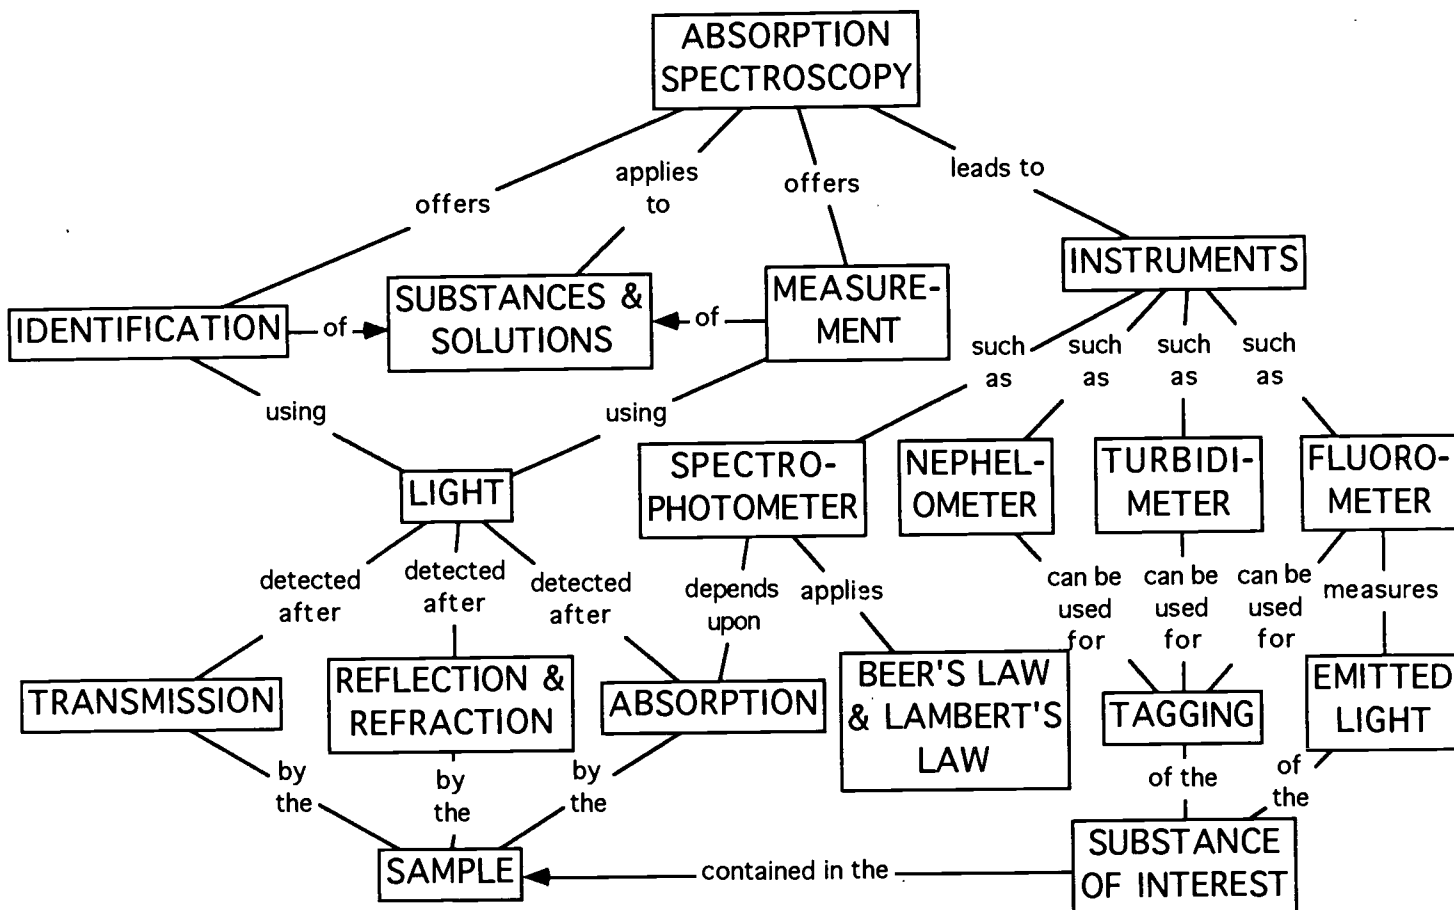 ABSORPTION
SPECTROSCOPY
offers
applies
to
offers
leads to
IDENTIFICATION
of
SUBSTANCES &
SOLUTIONS
of
MEASURE-
MENT
INSTRUMENTS
using
using
such
as
such
as
such
as
such
as
LIGHT
SPECTRO-
PHOTOMETER
NEPHEL-
OMETER
TURBIDI-
METER
FLUORO-
METER
detected
after
detected
after
detected
after
depends
upon
applies
can be
used
for
can be
used
for
can be
used
for
measures
TRANSMISSION
REFLECTION &
REFRACTION
ABSORPTION
BEER'S LAW
& LAMBERT'S
LAW
TAGGING
EMITTED
LIGHT
by
the
by
the
by
the
of the
of
the
SAMPLE
contained in the
SUBSTANCE
OF INTEREST